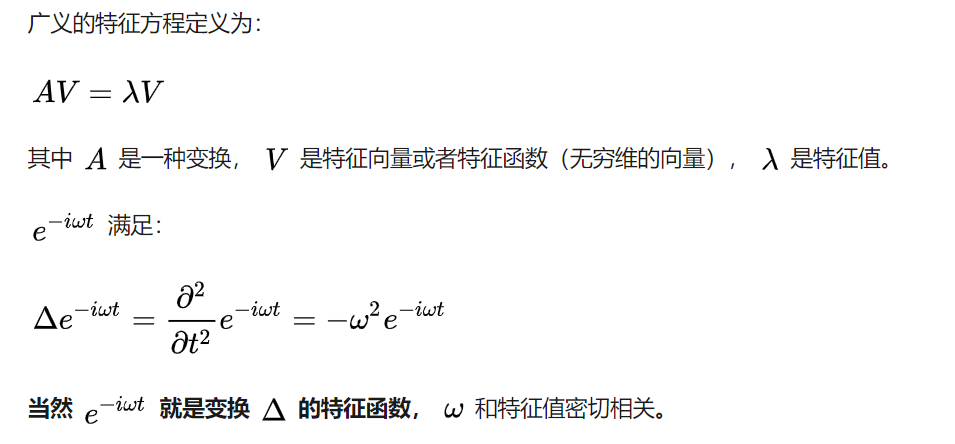 广义的特征方程定义为：
$AV = \lambda V$
其中 $A$ 是一种变换， $V$ 是特征向量或者特征函数（无穷维的向量）， $\lambda$ 是特征值。
$e^{-i\omega t}$ 满足：
$\Delta e^{-i\omega t} = \frac{\partial^2}{\partial t^2} e^{-i\omega t} = -\omega^2 e^{-i\omega t}$
当然 $e^{-i\omega t}$ 就是变换 $\Delta$ 的特征函数， $\omega$ 和特征值密切相关。